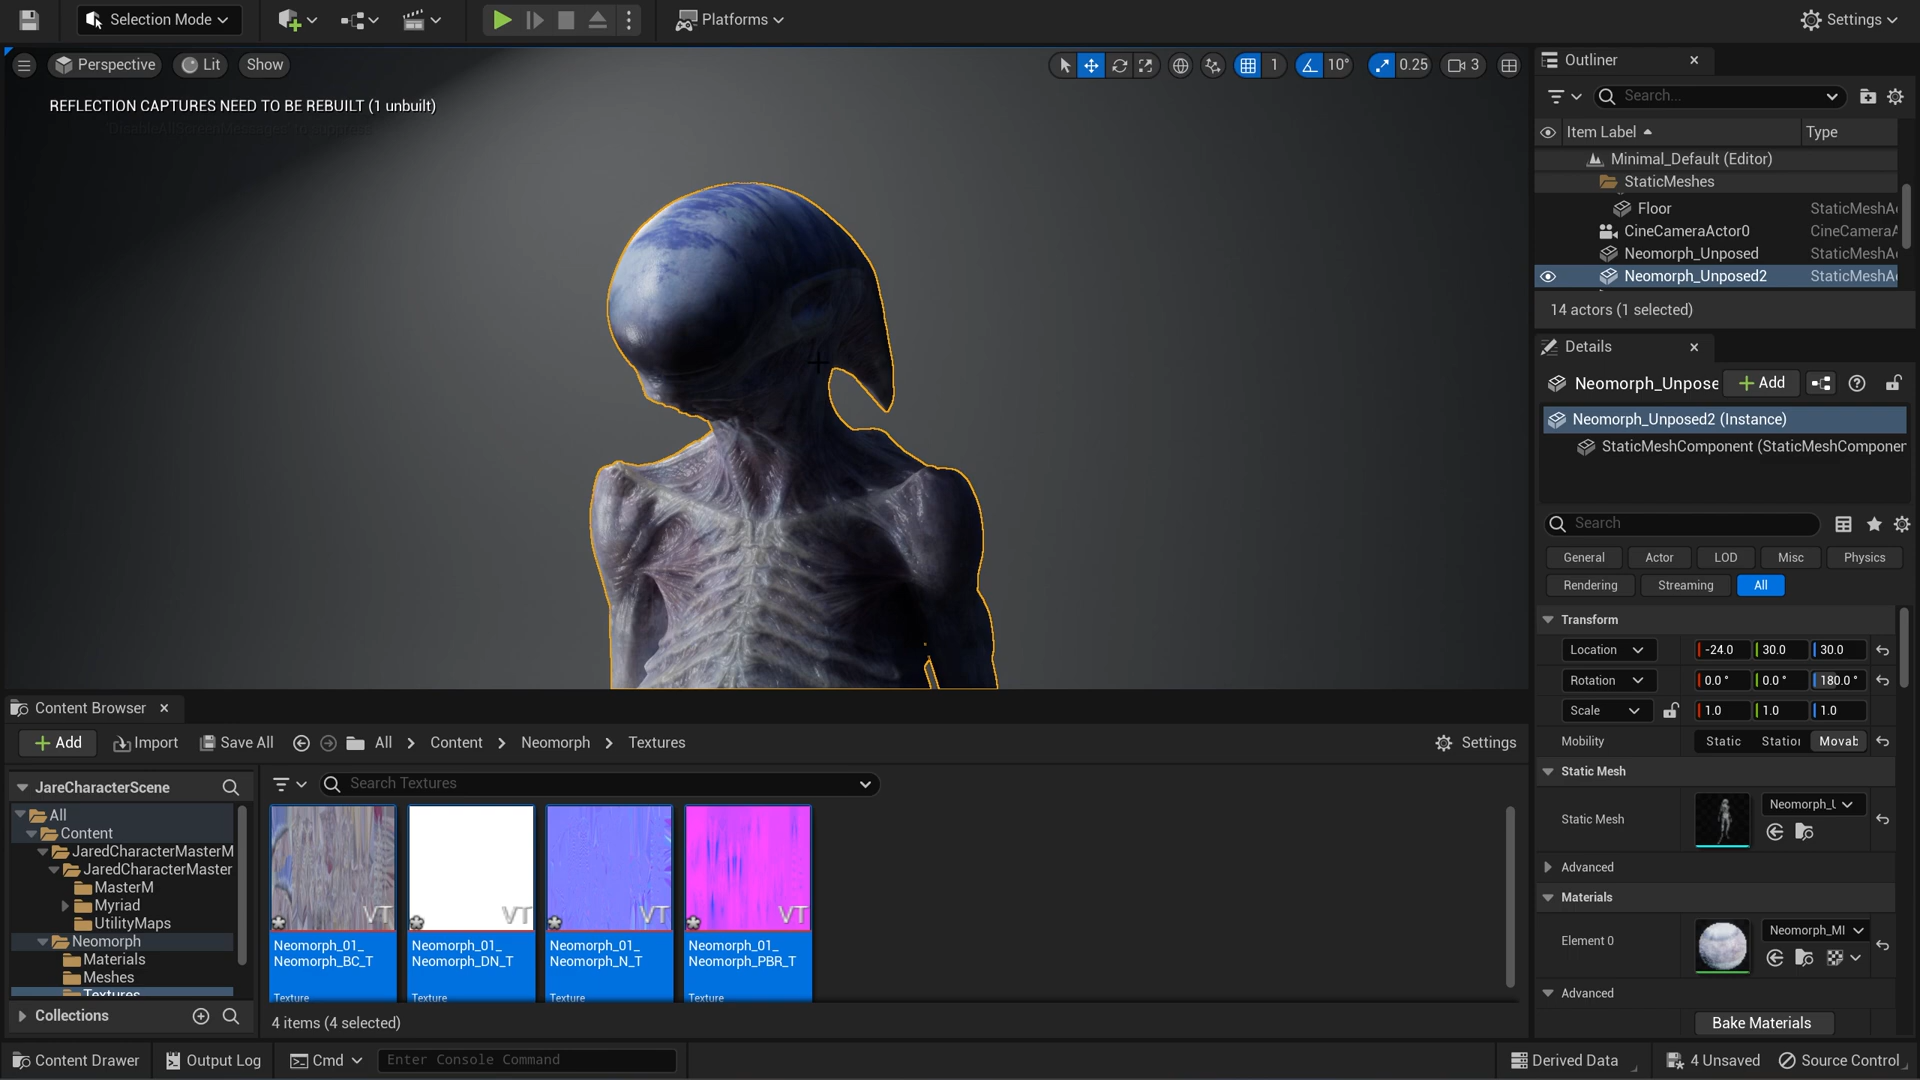 Selection Mode
Platforms
Settings
Perspective
Lit
Show
1
10°
0.25
3
REFLECTION CAPTURES NEED TO BE REBUILT (1 unbuilt)
Outliner
Search...
Item Label
Type
Minimal_Default (Editor)
StaticMeshes
Floor
StaticMeshA
CineCameraActor0
CineCameraA
Neomorph_Unposed
StaticMeshA
Neomorph_Unposed2
StaticMeshA
14 actors (1 selected)
Details
Neomorph_Unpose
Add
Neomorph_Unposed2 (Instance)
StaticMeshComponent (StaticMeshComponer
Search
General
Actor
LOD
Misc
Physics
Rendering
Streaming
All
Transform
Location
-24.0
30.0
30.0
Rotation
0.0 °
0.0 °
180.0 °
Scale
1.0
1.0
1.0
Mobility
Static
Station
Movab
Static Mesh
Static Mesh
Neomorph_U
Advanced
Materials
Element 0
Neomorph_MI
Advanced
Bake Materials
Content Browser
Add
Import
Save All
All
Content
Neomorph
Textures
Settings
JareCharacterScene
All
Content
JaredCharacterMasterM
JaredCharacterMaster
MasterM
Myriad
UtilityMaps
Neomorph
Materials
Meshes
Textures
Collections
Search Textures
VT
VT
VT
VT
Neomorph_01_
Neomorph_BC_T
Texture
Neomorph_01_
Neomorph_DN_T
Texture
Neomorph_01_
Neomorph_N_T
Texture
Neomorph_01_
Neomorph_PBR_T
Texture
4 items (4 selected)
Content Drawer
Output Log
Cmd
Enter Console Command
Derived Data
4 Unsaved
Source Control